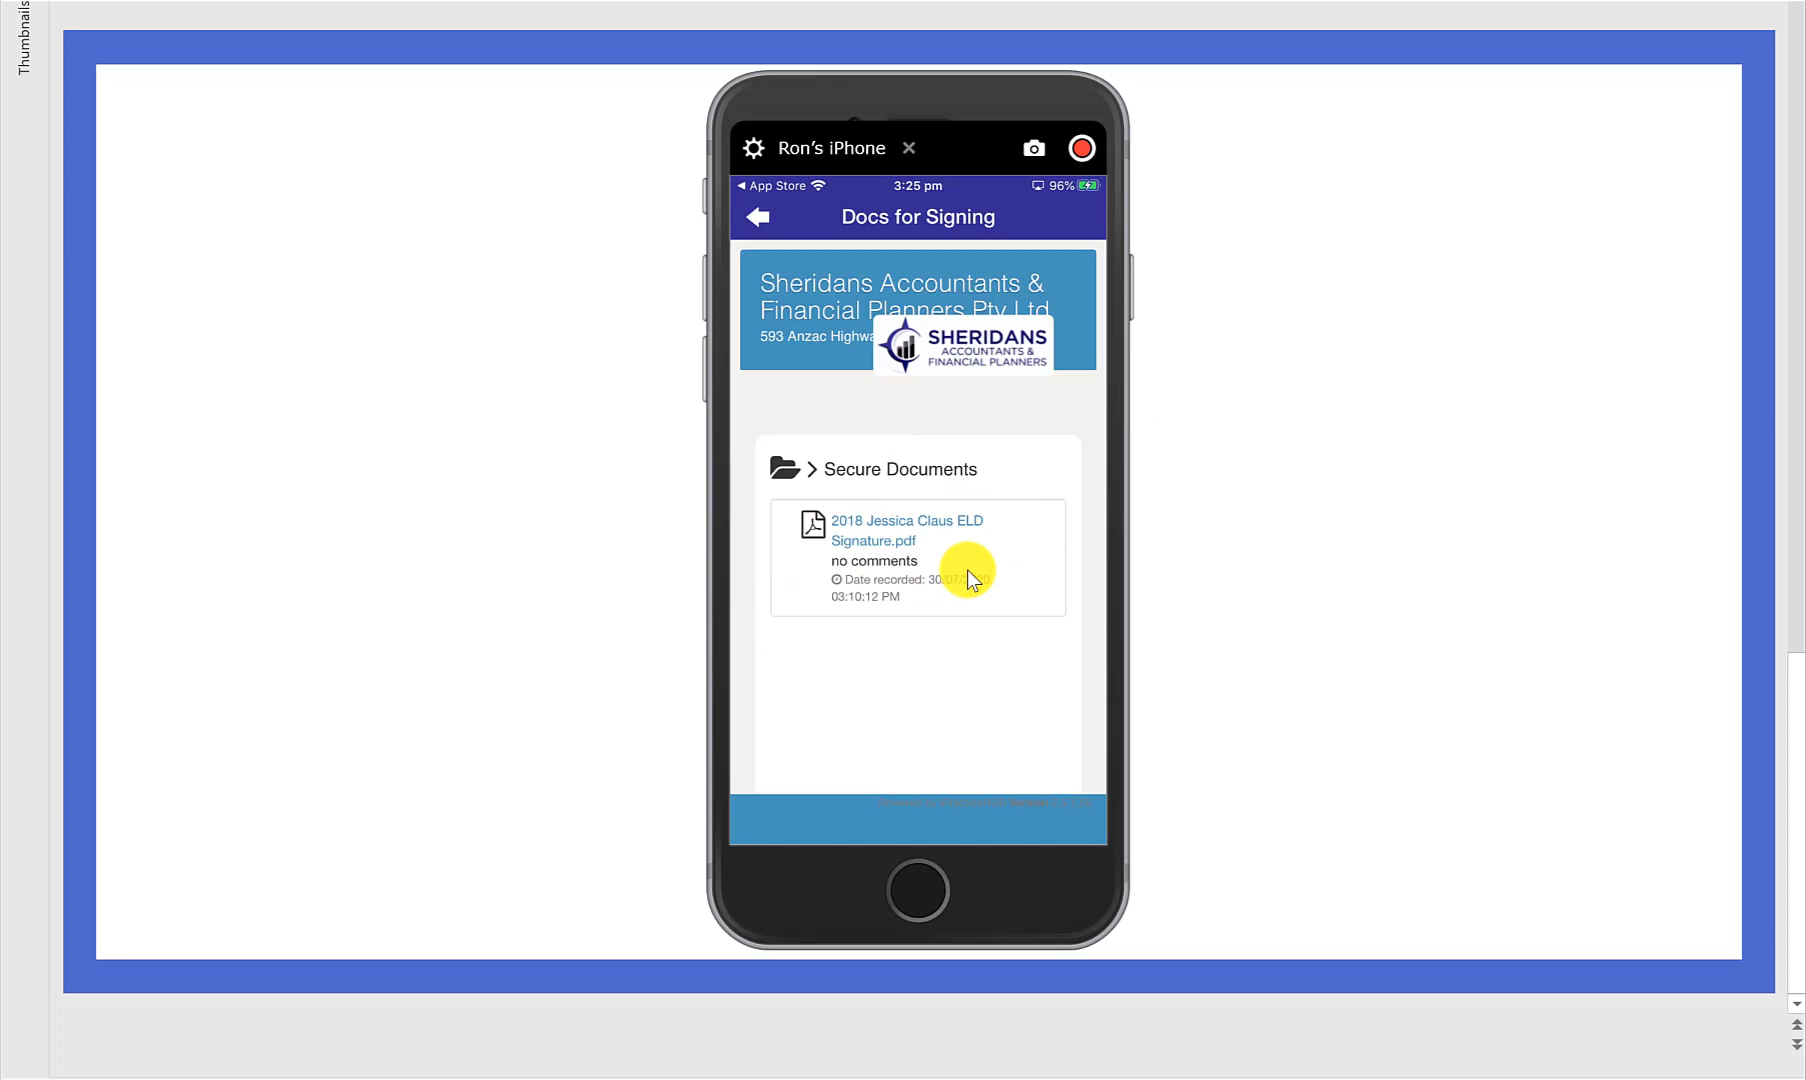 Thumbnails
Ron's iPhone
App Store
3:25 pm
96%
Docs for Signing
Sheridans Accountants &
Financial Planners Pty Ltd
593 Anzac Highwa
SHERIDANS
ACCOUNTANTS &
FINANCIAL PLANNERS
Secure Documents
2018 Jessica Claus ELD
Signature.pdf
no comments
Date recorded: 30/07/2020
03:10:12 PM